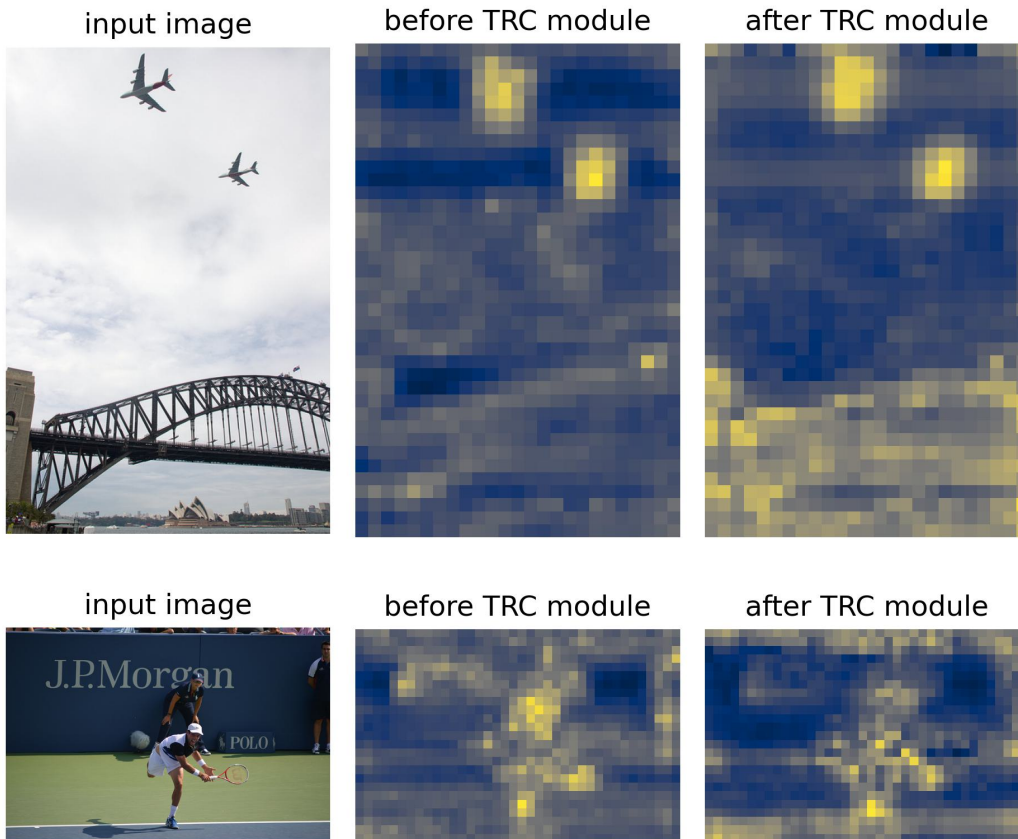 input image
before TRC module
after TRC module
input image
before TRC module
after TRC module
J.P.Morgan
POLO